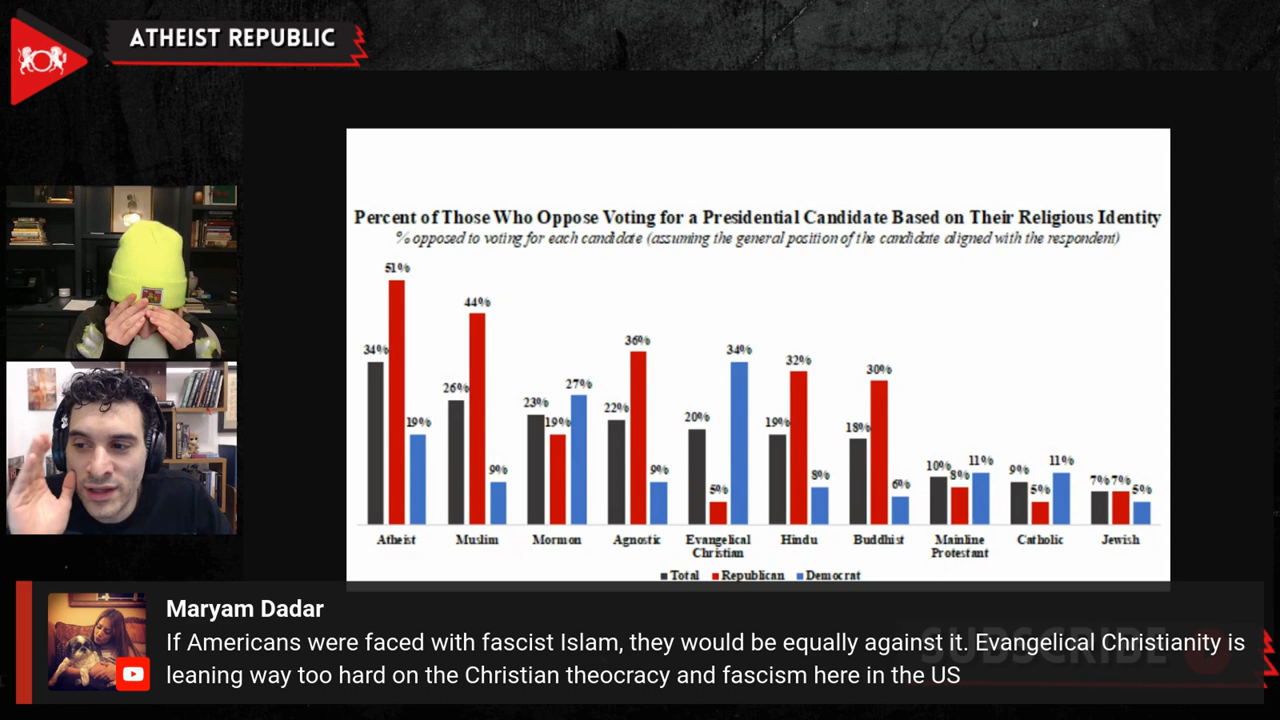 ATHEIST REPUBLIC
Percent of Those Who Oppose Voting for a Presidential Candidate Based on Their Religious Identity
% opposed to voting for each candidate (assuming the general position of the candidate aligned with the respondent)
34% 51% 19%
26% 44% 9%
23% 19% 27%
22% 36% 9%
20% 5% 34%
19% 32% 8%
18% 30% 6%
10% 8% 11%
9% 5% 11%
7% 7% 5%
Atheist Muslim Mormon Agnostic Evangelical Christian Hindu Buddhist Mainline Protestant Catholic Jewish
Total Republican Democrat
Maryam Dadar
If Americans were faced with fascist Islam, they would be equally against it. Evangelical Christianity is
leaning way too hard on the Christian theocracy and fascism here in the US
SUBSCRIBE